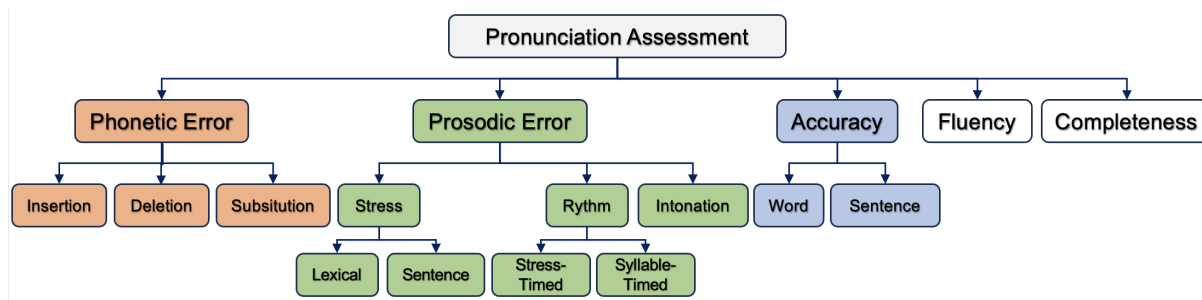 Pronunciation Assessment
Phonetic Error
Prosodic Error
Accuracy
Fluency
Completeness
Insertion
Deletion
Subsitution
Stress
Rythm
Intonation
Word
Sentence
Lexical
Sentence
Stress-
Timed
Syllable-
Timed